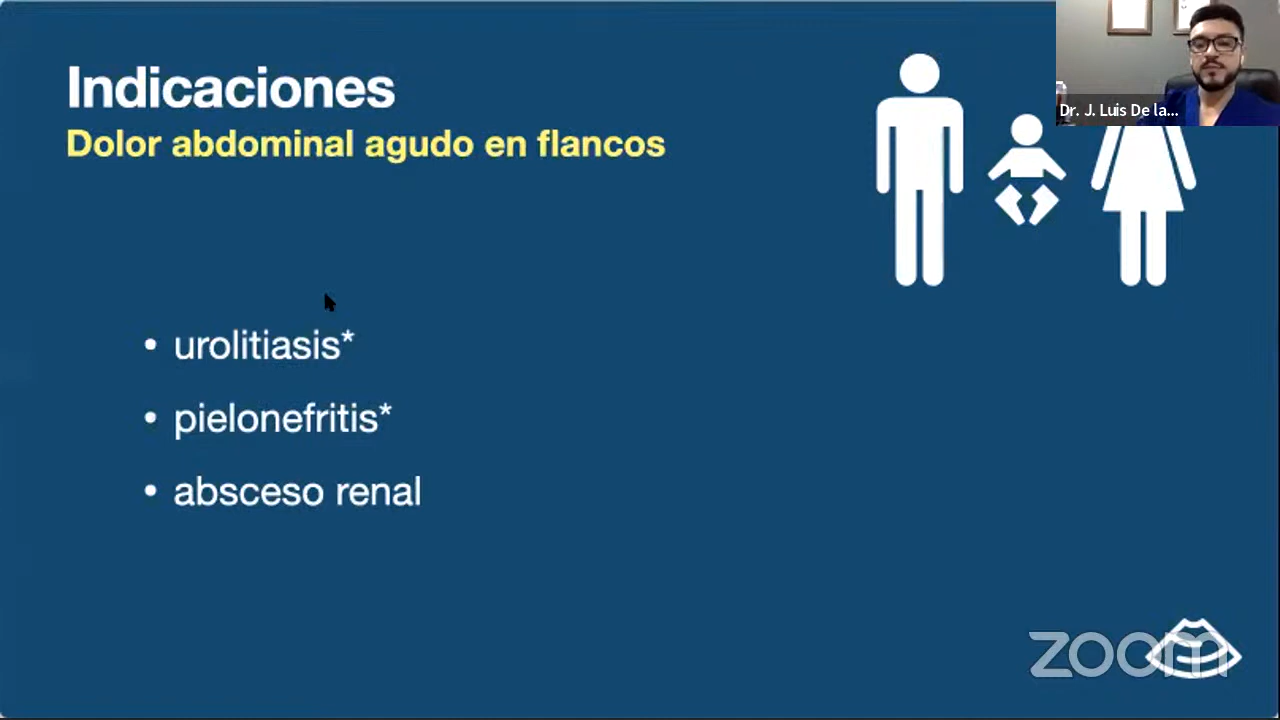 Indicaciones
Dolor abdominal agudo en flancos
Dr. J. Luis De la...
• urolitiasis*
• pielonefritis*
• absceso renal
zoom